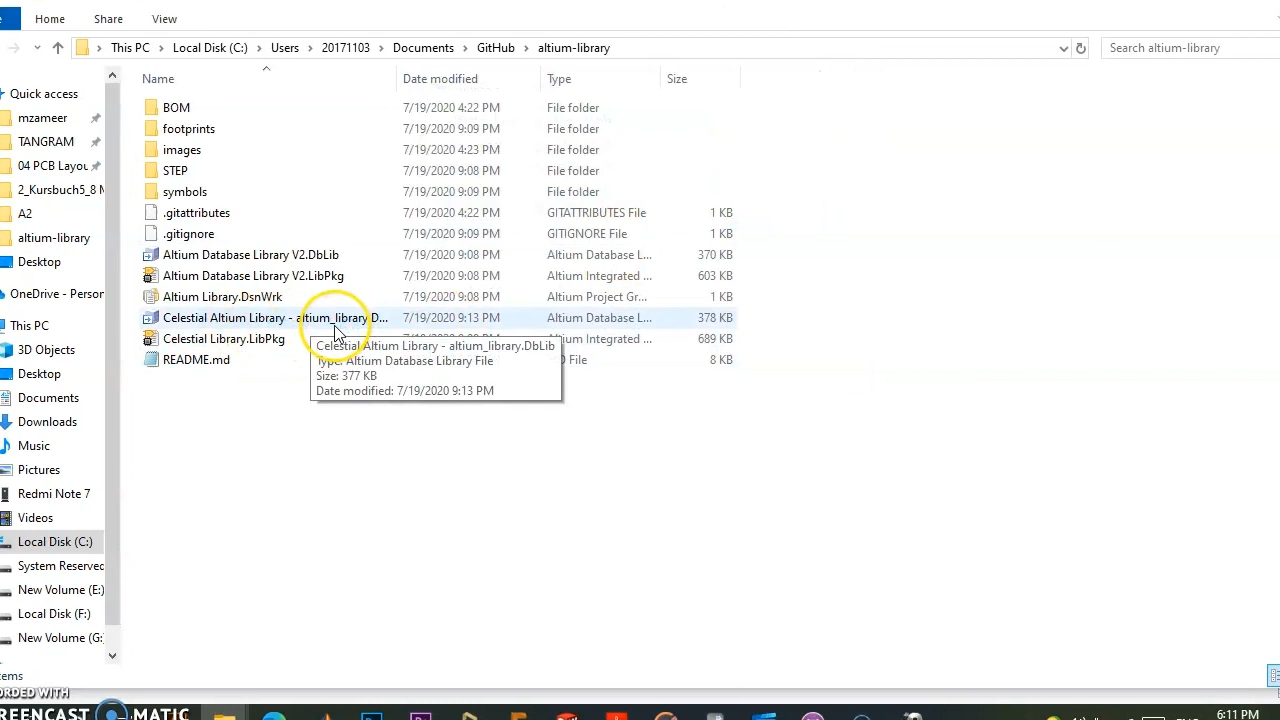 Home Share View
This PC Local Disk (C:) Users 20171103 Documents GitHub altium-library Search altium-library
Name Date modified Type Size
Quick access
mzameer
TANGRAM
04 PCB Layou
2_Kursbuch5_8 M
A2
altium-library
Desktop
OneDrive - Person
This PC
3D Objects
Desktop
Documents
Downloads
Music
Pictures
Redmi Note 7
Videos
Local Disk (C:)
System Reserved
New Volume (E:)
Local Disk (F:)
New Volume (G:
BOM 7/19/2020 4:22 PM File folder
footprints 7/19/2020 9:09 PM File folder
images 7/19/2020 4:23 PM File folder
STEP 7/19/2020 9:08 PM File folder
symbols 7/19/2020 9:09 PM File folder
.gitattributes 7/19/2020 4:22 PM GITATTRIBUTES File 1 KB
.gitignore 7/19/2020 9:09 PM GITIGNORE File 1 KB
Altium Database Library V2.DbLib 7/19/2020 9:08 PM Altium Database L... 370 KB
Altium Database Library V2.LibPkg 7/19/2020 9:08 PM Altium Integrated ... 603 KB
Altium Library.DsnWrk 7/19/2020 9:08 PM Altium Project Gr... 1 KB
Celestial Altium Library - altium_library.D... 7/19/2020 9:13 PM Altium Database L... 378 KB
Celestial Library.LibPkg Altium Integrated ... 689 KB
README.md File 8 KB
Celestial Altium Library - altium_library.DbLib
Type: Altium Database Library File
Size: 377 KB
Date modified: 7/19/2020 9:13 PM
tems
ORDED WITH
REENCAST MATIC
6:11 PM